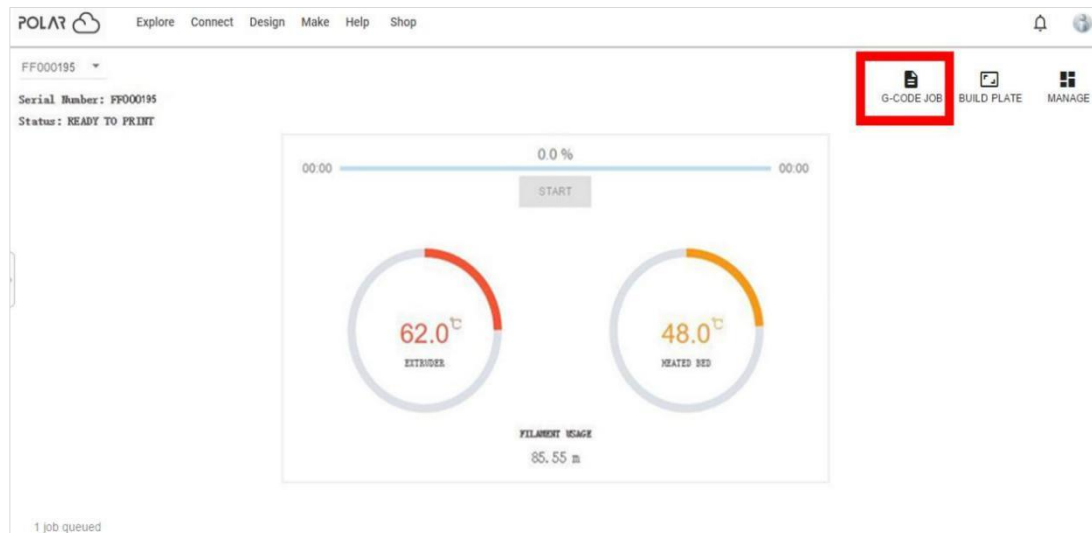 POLAR Explore Connect Design Make Help Shop
FF000195
Serial Number: FF000195
Status: READY TO PRINT
G-CODE JOB BUILD PLATE MANAGE
0.0 %
00:00 00:00
START
62.0℃ 48.0℃
EXTRUDER HEATED BED
FILAMENT USAGE
85.55 m
1 job queued